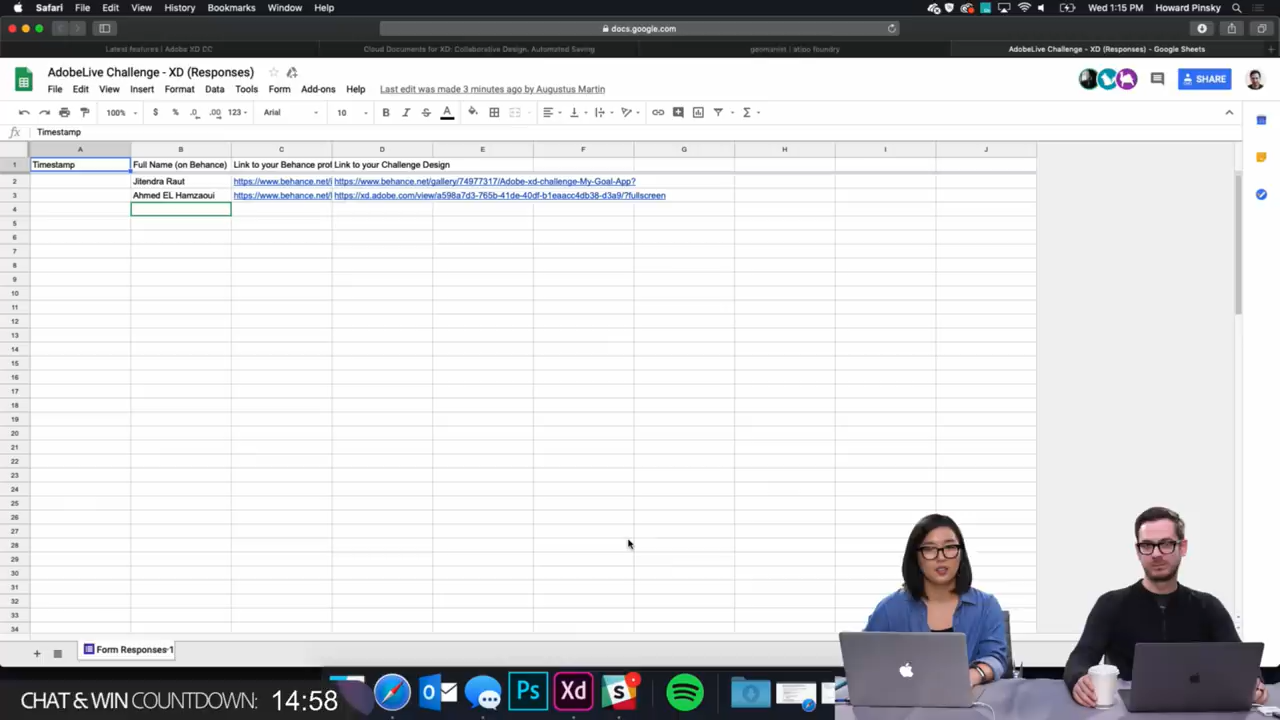 Safari File Edit View History Bookmarks Window Help Wed 1:15 PM Howard Pinsky
docs.google.com
Latest features | Adobe XD CC Cloud Documents for XD: Collaborative Design, Automated Saving geomanist | atipo foundry AdobeLive Challenge - XD (Responses) - Google Sheets
AdobeLive Challenge - XD (Responses)
SHARE
File Edit View Insert Format Data Tools Form Add-ons Help Last edit was made 3 minutes ago by Augustus Martin
100% $ % .0 .00 123 Arial 10 B I S A
fx Timestamp
A B C D E F G H I J
1 Timestamp Full Name (on Behance) Link to your Behance prof Link to your Challenge Design
2 Jitendra Raut https://www.behance.net/ https://www.behance.net/gallery/74977317/Adobe-xd-challenge-My-Goal-App?
3 Ahmed EL Hamzaoui https://www.behance.net/ https://xd.adobe.com/view/a598a7d3-765b-41de-40df-b1eaacc4db38-d3a9/?fullscreen
4
5
6
7
8
9
10
11
12
13
14
15
16
17
18
19
20
21
22
23
24
25
26
27
28
29
30
31
32
33
34
Form Responses 1
Ps Xd
CHAT & WIN COUNTDOWN: 14:58